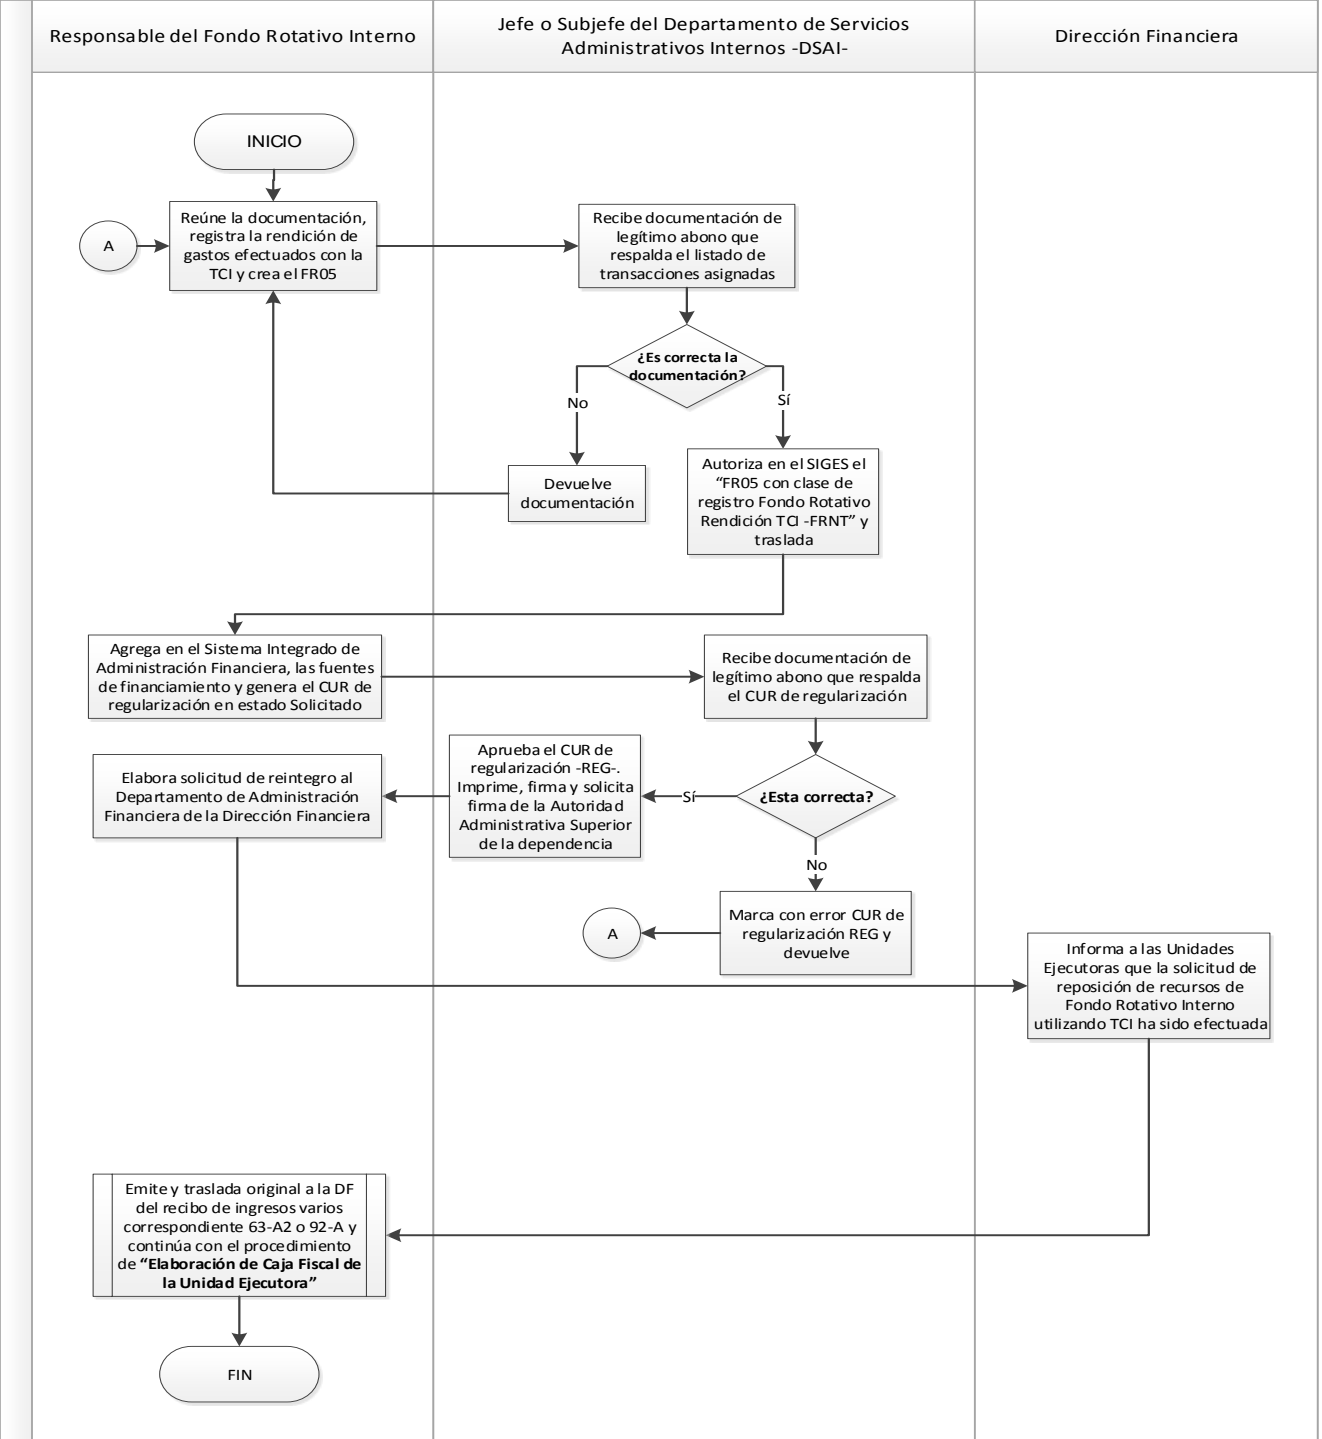 Responsable del Fondo Rotativo Interno
Jefe o Subjefe del Departamento de Servicios
Administrativos Internos -DSAI-
Dirección Financiera
INICIO
A
Reúne la documentación,
registra la rendición de
gastos efectuados con la
TCI y crea el FR05
Recibe documentación de
legítimo abono que
respalda el listado de
transacciones asignadas
¿Es correcta la
documentación?
No
Sí
Devuelve
documentación
Autoriza en el SIGES el
“FR05 con clase de
registro Fondo Rotativo
Rendición TCI -FRNT” y
traslada
Agrega en el Sistema Integrado de
Administración Financiera, las fuentes
de financiamiento y genera el CUR de
regularización en estado Solicitado
Recibe documentación de
legítimo abono que respalda
el CUR de regularización
¿Esta correcta?
Sí
Aprueba el CUR de
regularización -REG-.
Imprime, firma y solicita
firma de la Autoridad
Administrativa Superior
de la dependencia
Elabora solicitud de reintegro al
Departamento de Administración
Financiera de la Dirección Financiera
No
Marca con error CUR de
regularización REG y
devuelve
A
Informa a las Unidades
Ejecutoras que la solicitud de
reposición de recursos de
Fondo Rotativo Interno
utilizando TCI ha sido efectuada
Emite y traslada original a la DF
del recibo de ingresos varios
correspondiente 63-A2 o 92-A y
continúa con el procedimiento
de “Elaboración de Caja Fiscal de
la Unidad Ejecutora”
FIN